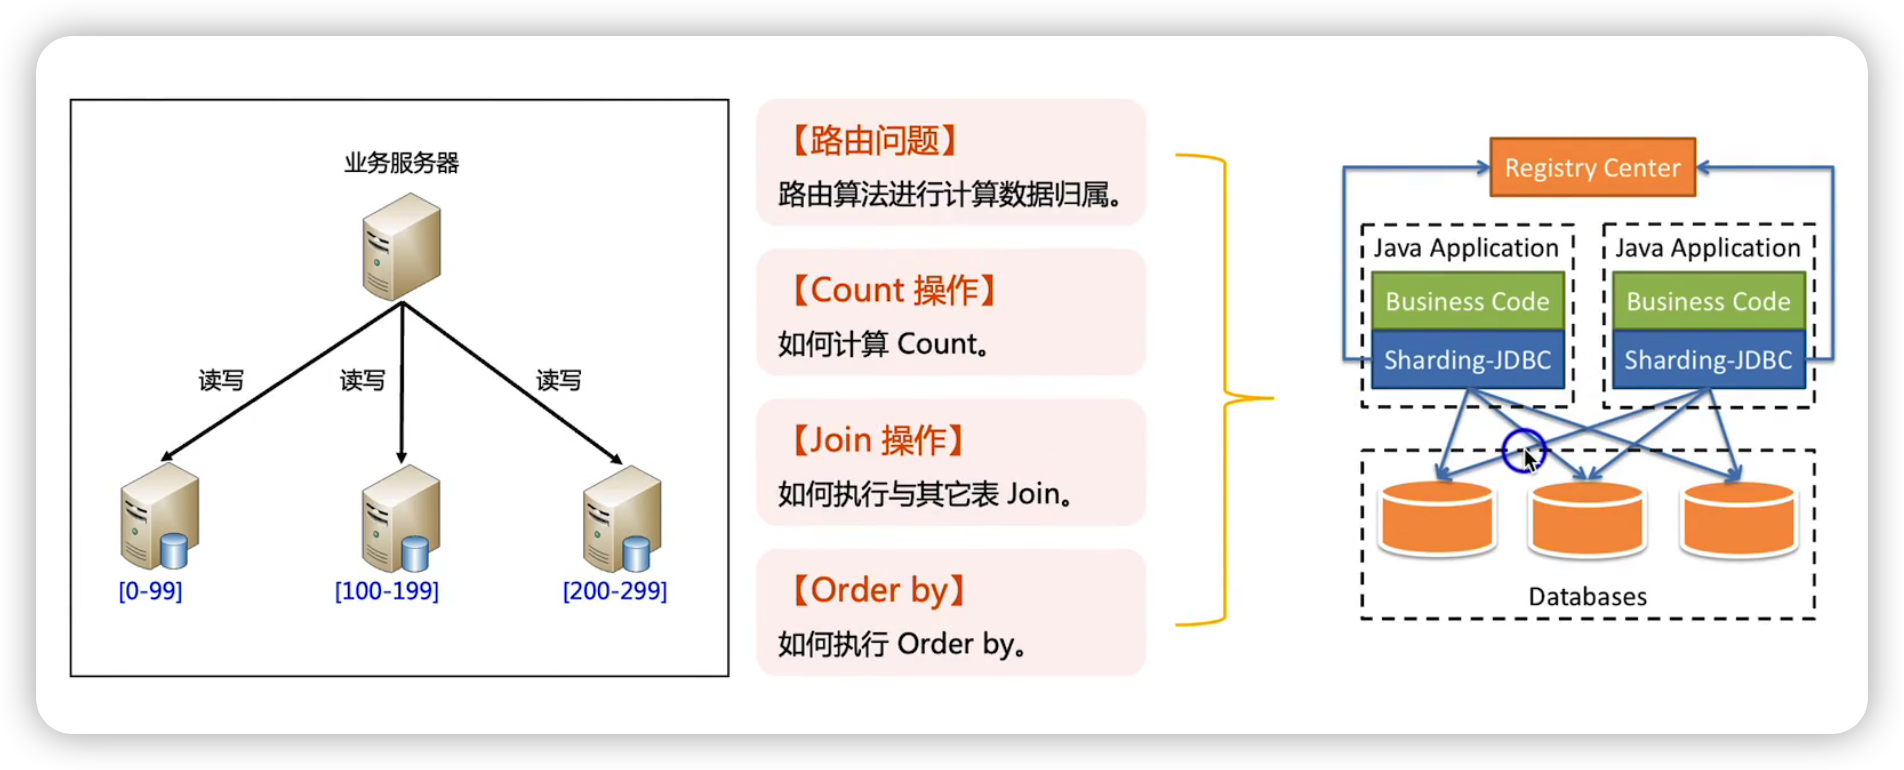 业务服务器
读写
读写
读写
[0-99]
[100-199]
[200-299]
【路由问题】
路由算法进行计算数据归属。
【Count 操作】
如何计算 Count。
【Join 操作】
如何执行与其它表 Join。
【Order by】
如何执行 Order by。
Registry Center
Java Application
Business Code
Sharding-JDBC
Java Application
Business Code
Sharding-JDBC
Databases